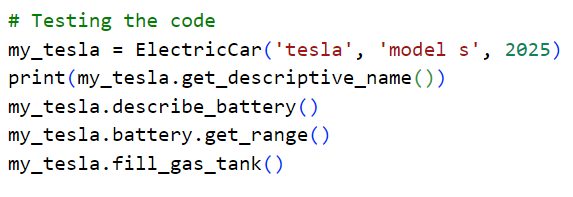 # Testing the code
my_tesla = ElectricCar('tesla', 'model s', 2025)
print(my_tesla.get_descriptive_name())
my_tesla.describe_battery()
my_tesla.battery.get_range()
my_tesla.fill_gas_tank()